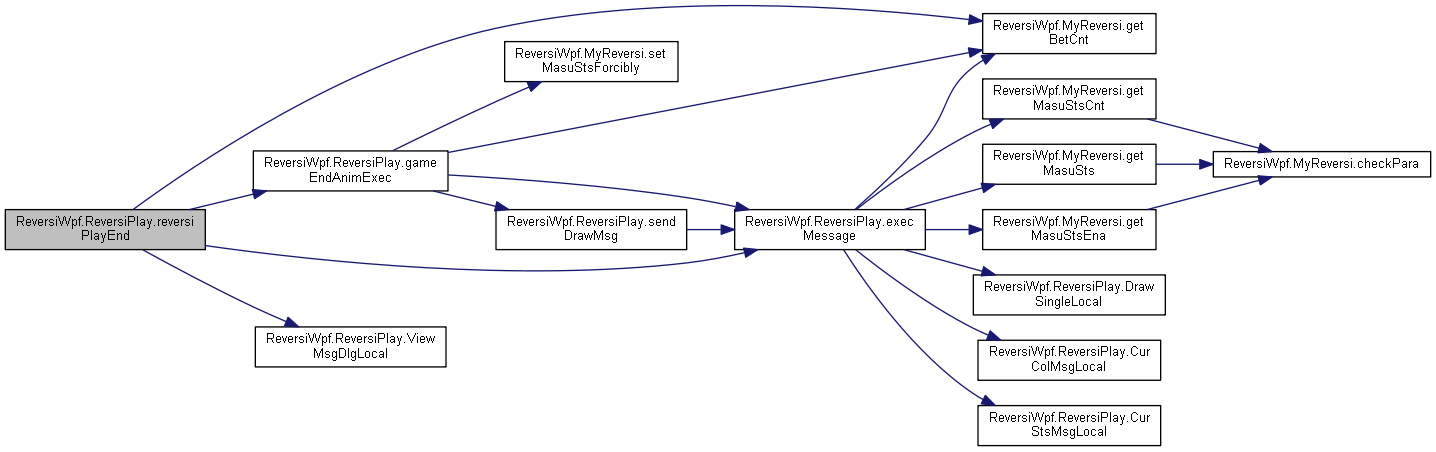 ReversiWpf.ReversiPlay.reversi
PlayEnd
ReversiWpf.ReversiPlay.game
EndAnimExec
ReversiWpf.ReversiPlay.View
MsgDlgLocal
ReversiWpf.MyReversi.set
MasuStsForcibly
ReversiWpf.ReversiPlay.send
DrawMsg
ReversiWpf.ReversiPlay.exec
Message
ReversiWpf.MyReversi.get
BetCnt
ReversiWpf.MyReversi.get
MasuStsCnt
ReversiWpf.MyReversi.get
MasuSts
ReversiWpf.MyReversi.get
MasuStsEna
ReversiWpf.ReversiPlay.Draw
SingleLocal
ReversiWpf.ReversiPlay.Cur
ColMsgLocal
ReversiWpf.ReversiPlay.Cur
StsMsgLocal
ReversiWpf.MyReversi.checkPara